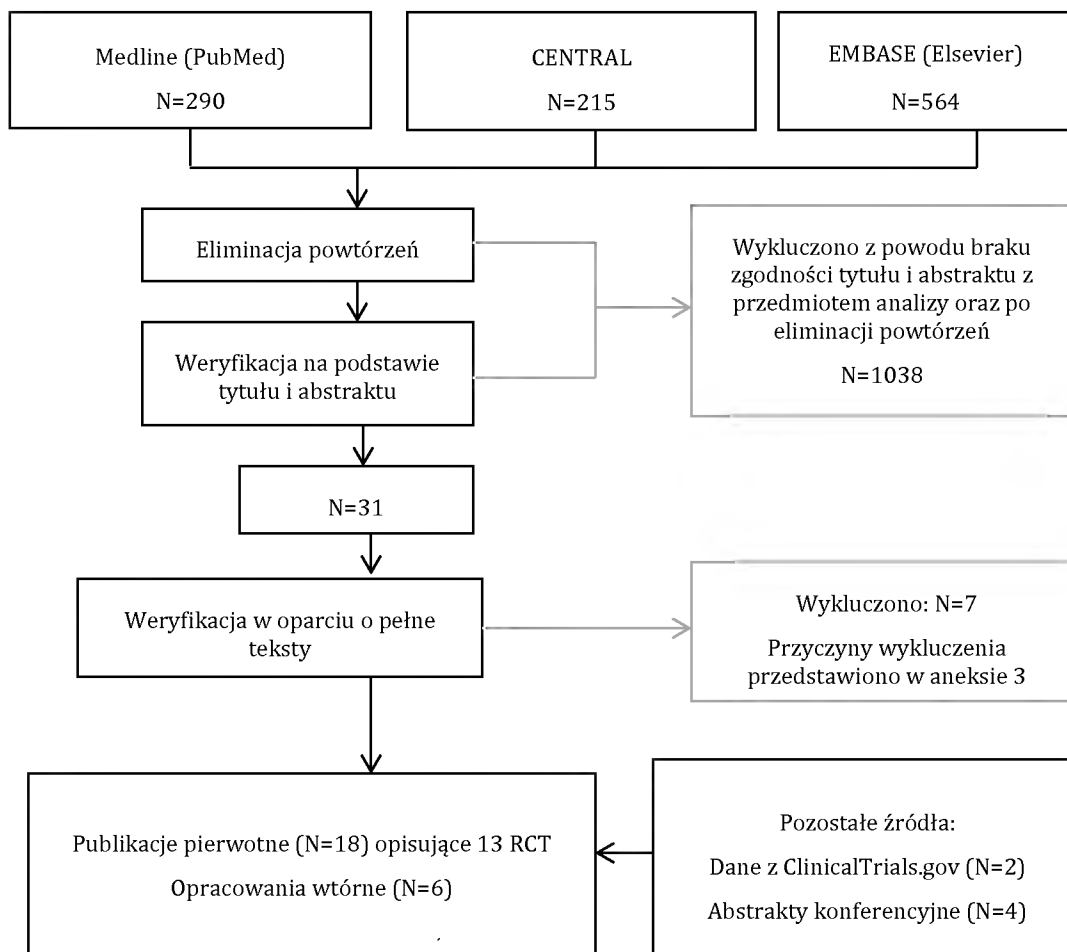 Medline (PubMed)
N=290
CENTRAL
N=215
EMBASE (Elsevier)
N=564
Eliminacja powtórzeń
Wykluczono z powodu braku
zgodności tytułu i abstraktu z
przedmiotem analizy oraz po
eliminacji powtórzeń
N=1038
Weryfikacja na podstawie
tytułu i abstraktu
N=31
Weryfikacja w oparciu o pełne
teksty
Wykluczono: N=7
Przyczyny wykluczenia
przedstawiono w aneksie 3
Publikacje pierwotne (N=18) opisujące 13 RCT
Opracowania wtórne (N=6)
Pozostałe źródła:
Dane z ClinicalTrials.gov (N=2)
Abstrakty konferencyjne (N=4)